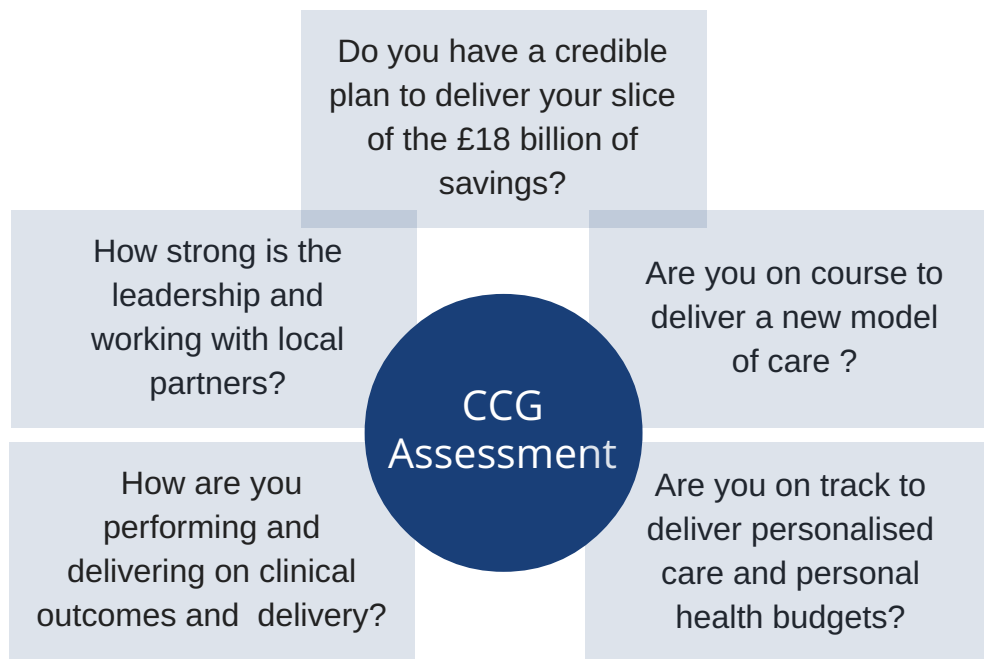 Do you have a credible
plan to deliver your slice
of the £18 billion of
savings?
How strong is the
leadership and
working with local
partners?
Are you on course to
deliver a new model
of care ?
CCG
Assessment
How are you
performing and
delivering on clinical
outcomes and  delivery?
Are you on track to
deliver personalised
care and personal
health budgets?